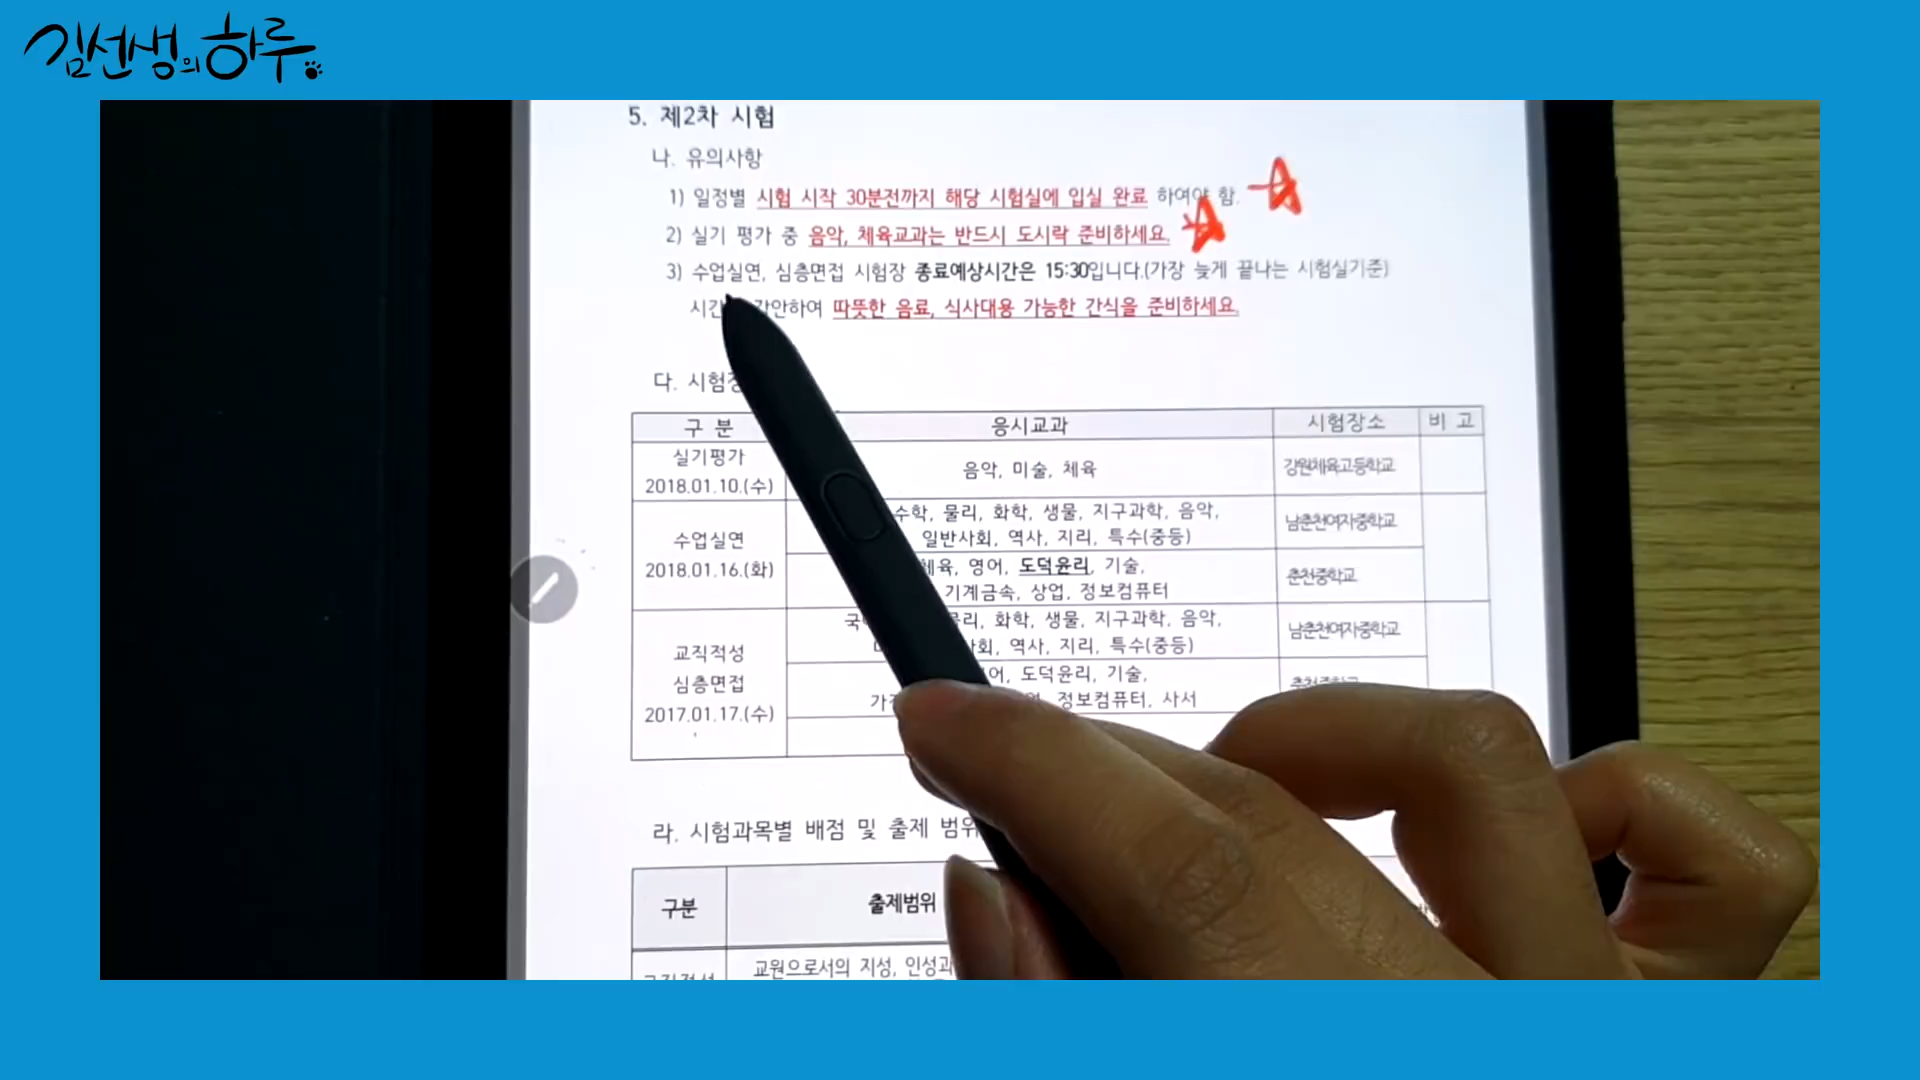 김선생의하루
5. 제2차 시험
나. 유의사항
1) 일정별 시험 시작 30분전까지 해당 시험실에 입실 완료 하여야 함.
2) 실기 평가 중 음악, 체육교과는 반드시 도시락 준비하세요.
3) 수업실연, 심층면접 시험장 종료예상시간은 15:30입니다.(가장 늦게 끝나는 시험실기준)
시간 감안하여 따뜻한 음료, 식사대용 가능한 간식을 준비하세요.
다. 시험장
구 분 응시교과 시험장소 비 고
실기평가
2018.01.10.(수)
음악, 미술, 체육
강원체육고등학교
수업실연
2018.01.16.(화)
수학, 물리, 화학, 생물, 지구과학, 음악,
일반사회, 역사, 지리, 특수(중등)
남춘천여자중학교
체육, 영어, 도덕윤리, 기술,
기계금속, 상업, 정보컴퓨터
춘천중학교
교직적성
심층면접
2017.01.17.(수)
화학, 생물, 지구과학, 음악,
역사, 지리, 특수(중등)
남춘천여자중학교
도덕윤리, 기술,
정보컴퓨터, 사서
라. 시험과목별 배점 및 출제 범위
구분 출제범위
교원으로서의 지성,